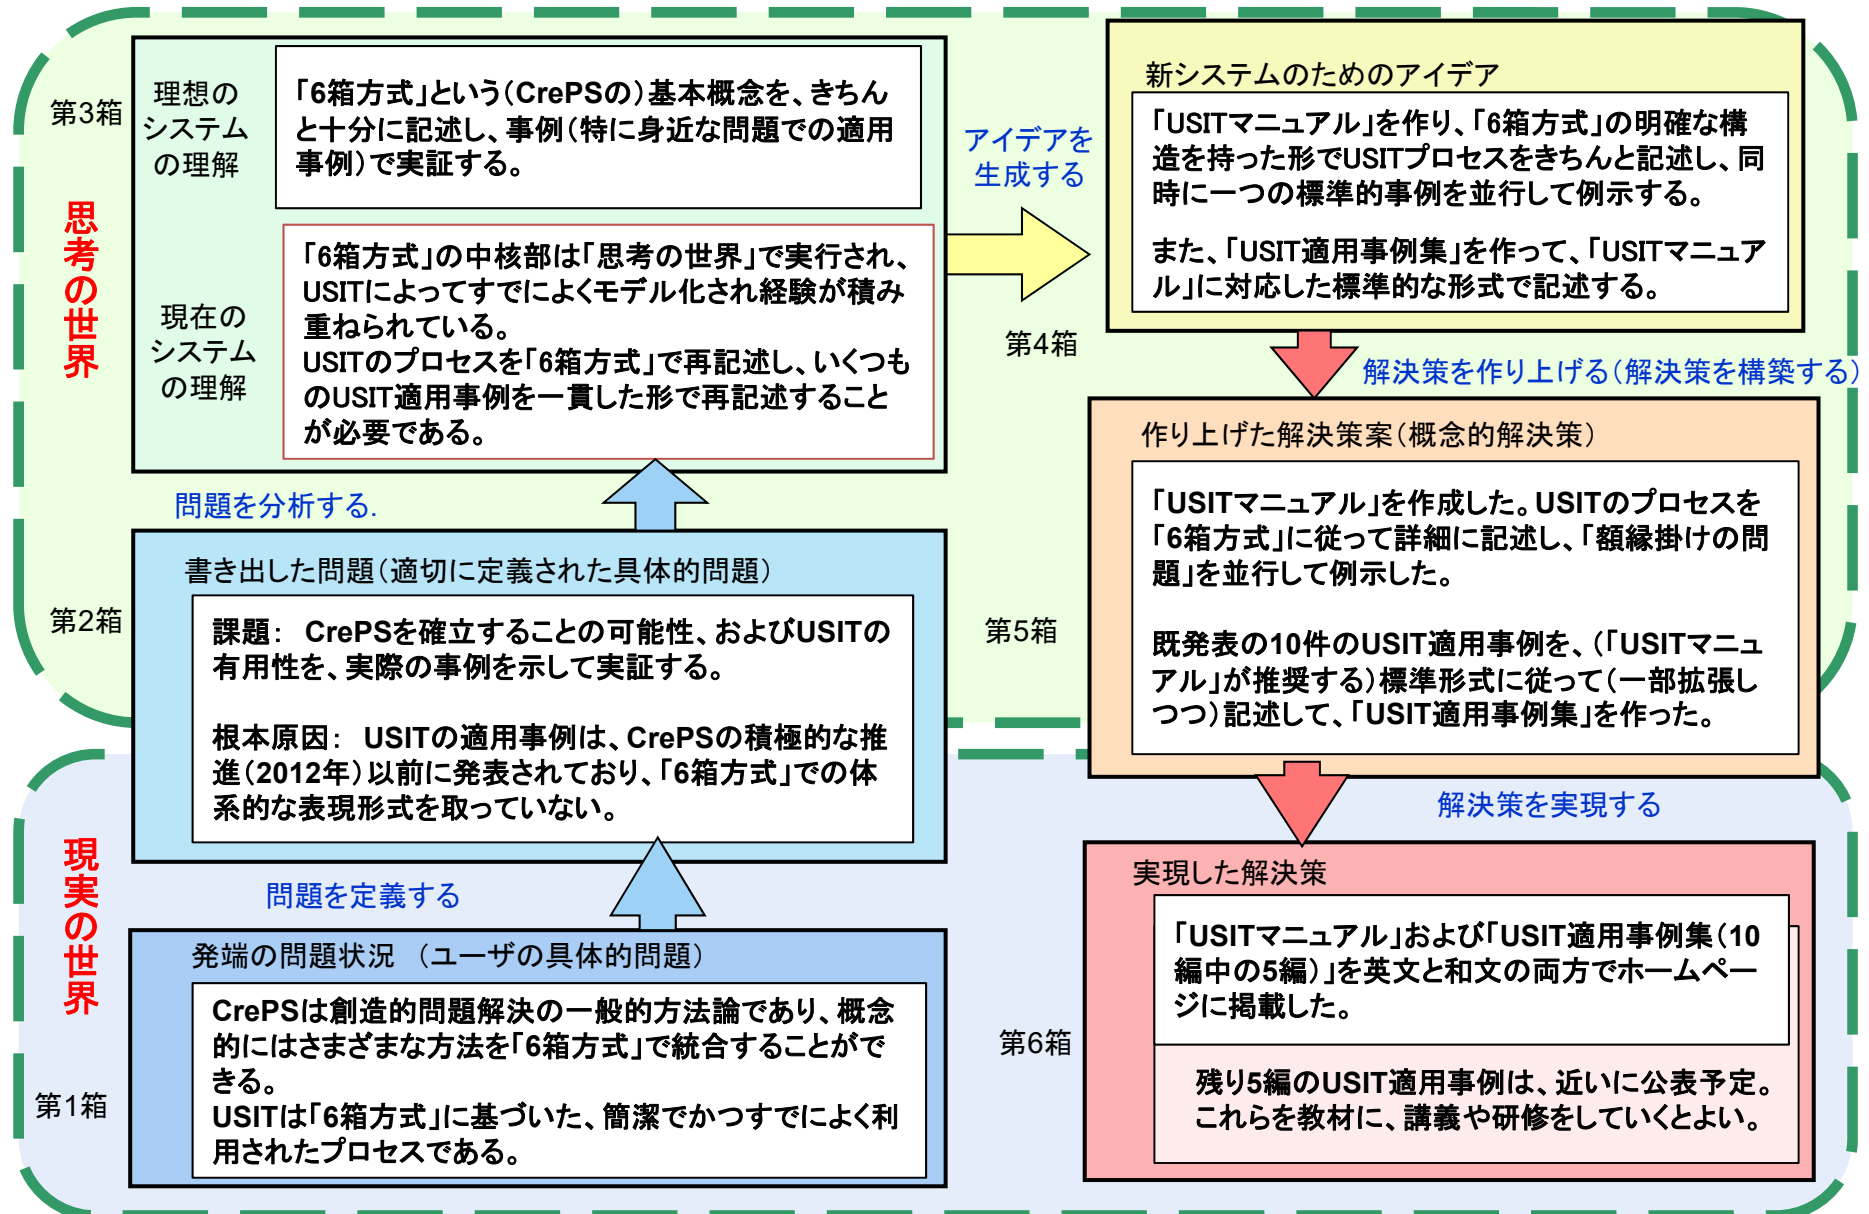 第3箱
理想の
システム
の理解
「6箱方式」という(CrePSの)基本概念を、きちん
と十分に記述し、事例(特に身近な問題での適用
事例)で実証する。
思考の世界
現在の
システム
の理解
「6箱方式」の中核部は「思考の世界」で実行され、
USITによってすでによくモデル化され経験が積み
重ねられている。
USITのプロセスを「6箱方式」で再記述し、いくつも
のUSIT適用事例を一貫した形で再記述すること
が必要である。
アイデアを
生成する
新システムのためのアイデア
「USITマニュアル」を作り、「6箱方式」の明確な構
造を持った形でUSITプロセスをきちんと記述し、同
時に一つの標準的事例を並行して例示する。
また、「USIT適用事例集」を作って、「USITマニュア
ル」に対応した標準的な形式で記述する。
第4箱
解決策を作り上げる(解決策を構築する)
問題を分析する.
第2箱
書き出した問題(適切に定義された具体的問題)
課題: CrePSを確立することの可能性、およびUSITの
有用性を、実際の事例を示して実証する。
根本原因: USITの適用事例は、CrePSの積極的な推
進(2012年)以前に発表されており、「6箱方式」での体
系的な表現形式を取っていない。
第5箱
作り上げた解決策案(概念的解決策)
「USITマニュアル」を作成した。USITのプロセスを
「6箱方式」に従って詳細に記述し、「額縁掛けの問
題」を並行して例示した。
既発表の10件のUSIT適用事例を、(「USITマニュ
アル」が推奨する)標準形式に従って(一部拡張し
つつ)記述して、「USIT適用事例集」を作った。
現実の世界
問題を定義する
解決策を実現する
第1箱
発端の問題状況 (ユーザの具体的問題)
CrePSは創造的問題解決の一般的方法論であり、概念
的にはさまざまな方法を「6箱方式」で統合することがで
きる。
USITは「6箱方式」に基づいた、簡潔でかつすでによく利
用されたプロセスである。
第6箱
実現した解決策
「USITマニュアル」および「USIT適用事例集(10
編中の5編)」を英文と和文の両方でホームペー
ジに掲載した。
残り5編のUSIT適用事例は、近いに公表予定。
これらを教材に、講義や研修をしていくとよい。